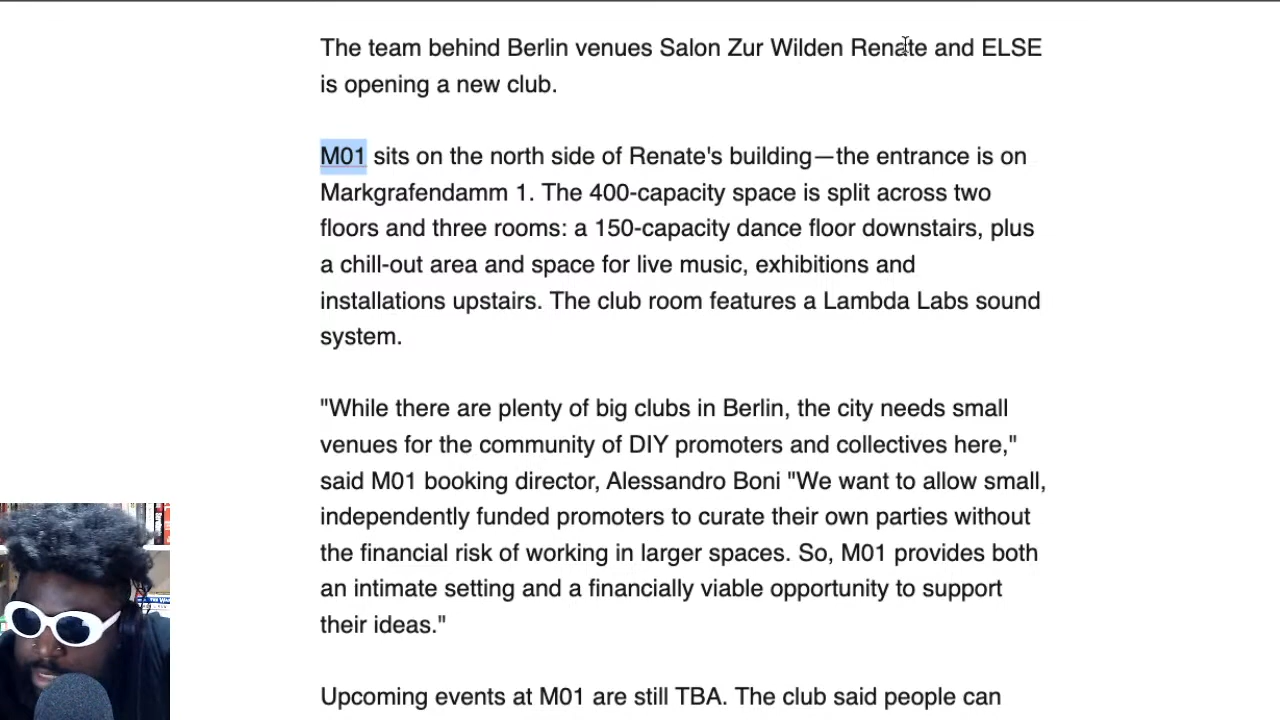 The team behind Berlin venues Salon Zur Wilden Renate and ELSE
is opening a new club.
M01 sits on the north side of Renate's building—the entrance is on
Markgrafendamm 1. The 400-capacity space is split across two
floors and three rooms: a 150-capacity dance floor downstairs, plus
a chill-out area and space for live music, exhibitions and
installations upstairs. The club room features a Lambda Labs sound
system.
"While there are plenty of big clubs in Berlin, the city needs small
venues for the community of DIY promoters and collectives here,"
said M01 booking director, Alessandro Boni "We want to allow small,
independently funded promoters to curate their own parties without
the financial risk of working in larger spaces. So, M01 provides both
an intimate setting and a financially viable opportunity to support
their ideas."
Upcoming events at M01 are still TBA. The club said people can